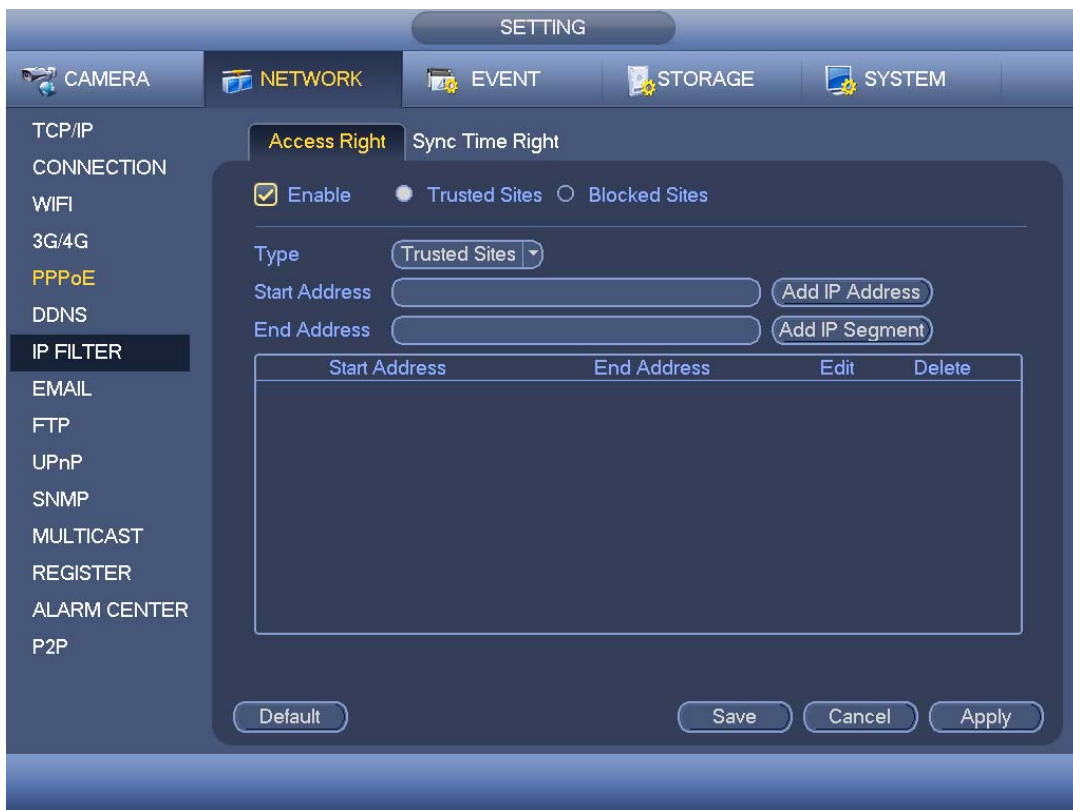 SETTING
CAMERA NETWORK EVENT STORAGE SYSTEM
TCP/IP
CONNECTION
WIFI
3G/4G
PPPoE
DDNS
IP FILTER
EMAIL
FTP
UPnP
SNMP
MULTICAST
REGISTER
ALARM CENTER
P2P
Access Right Sync Time Right
Enable Trusted Sites Blocked Sites
Type Trusted Sites
Start Address Add IP Address
End Address Add IP Segment
Start Address End Address Edit Delete
Default Save Cancel Apply